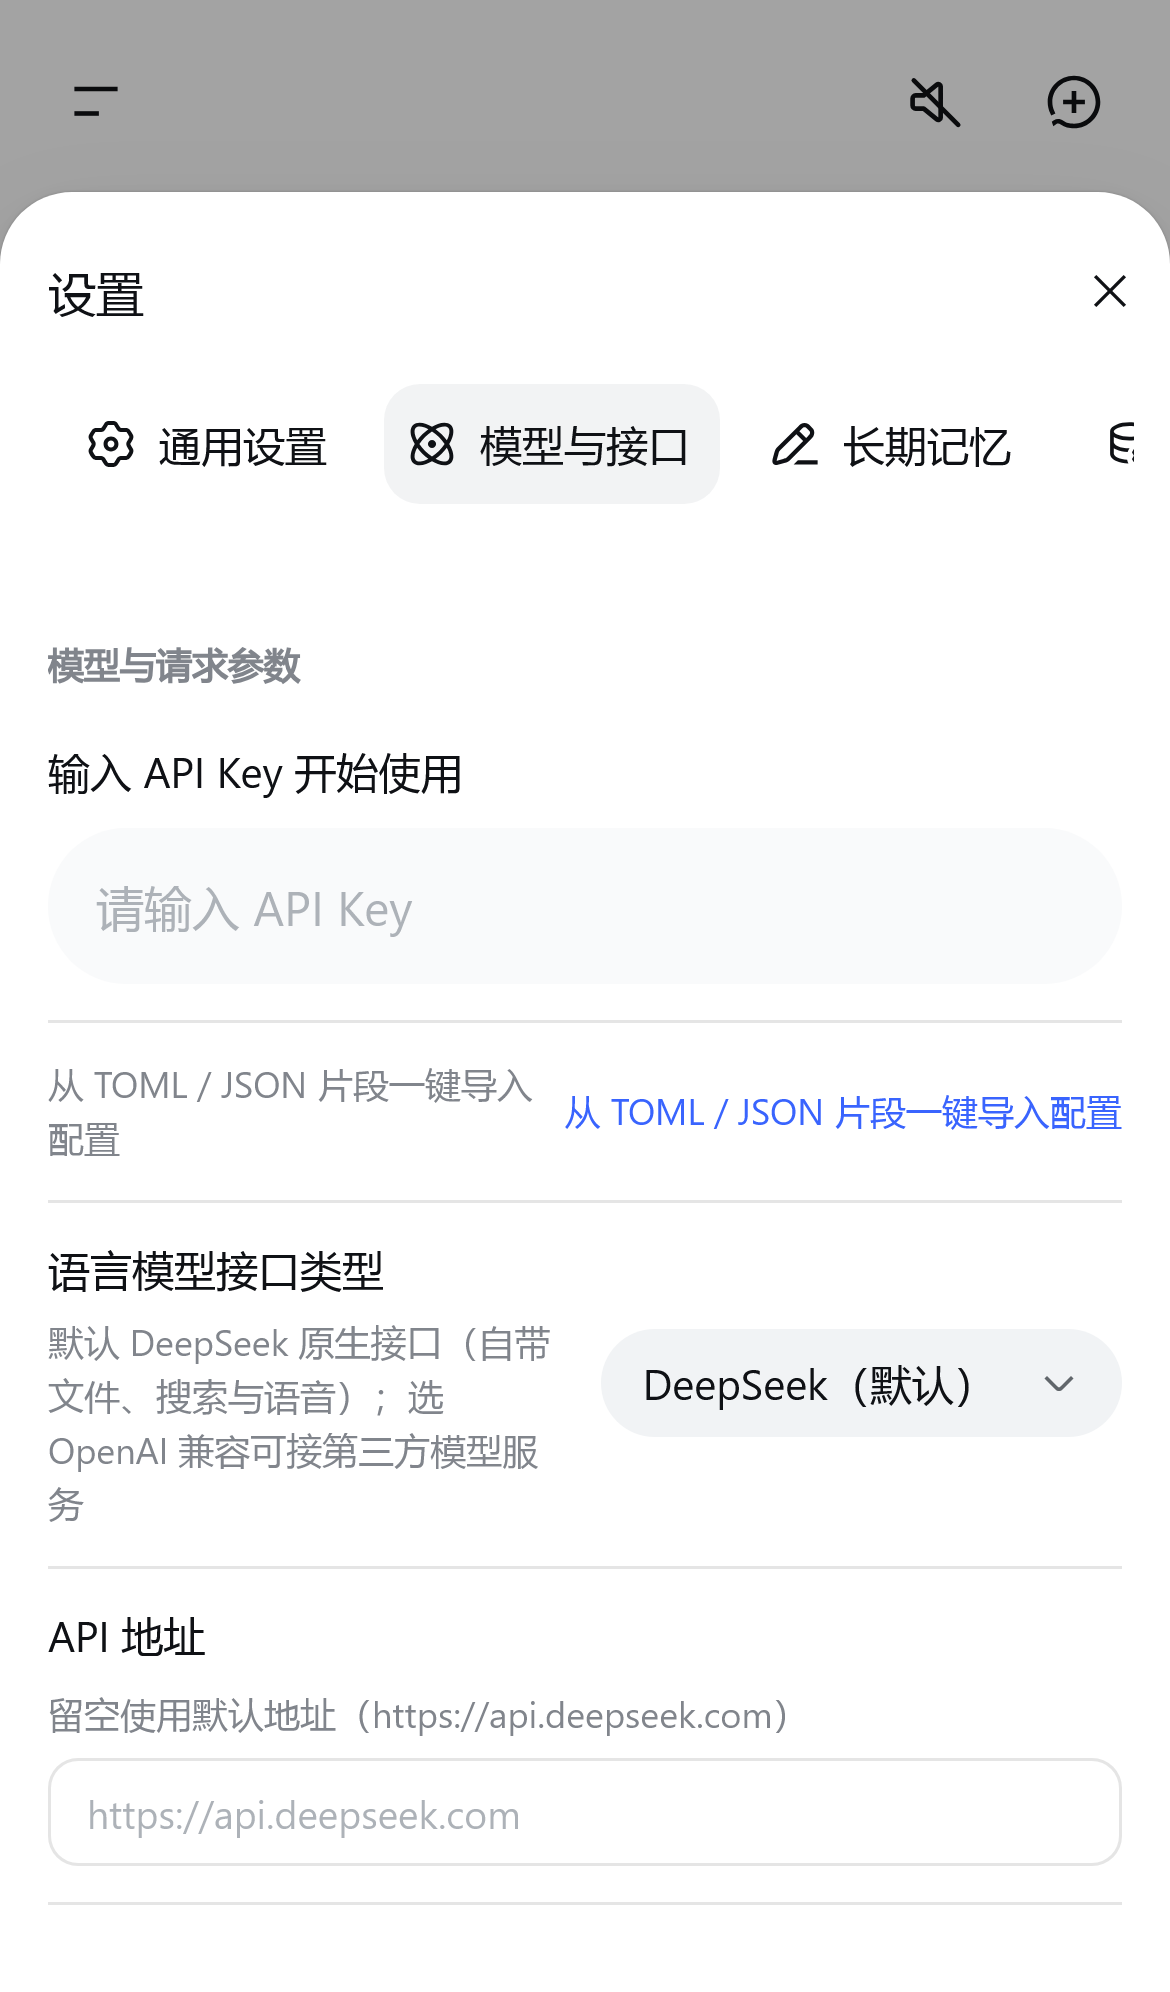 设置
通用设置
模型与接口
长期记忆
模型与请求参数
输入 API Key 开始使用
请输入 API Key
从 TOML / JSON 片段一键导入
配置
从 TOML / JSON 片段一键导入配置
语言模型接口类型
默认 DeepSeek 原生接口（自带
文件、搜索与语音）；选
OpenAI 兼容可接第三方模型服
务
DeepSeek（默认）
API 地址
留空使用默认地址（https://api.deepseek.com）
https://api.deepseek.com